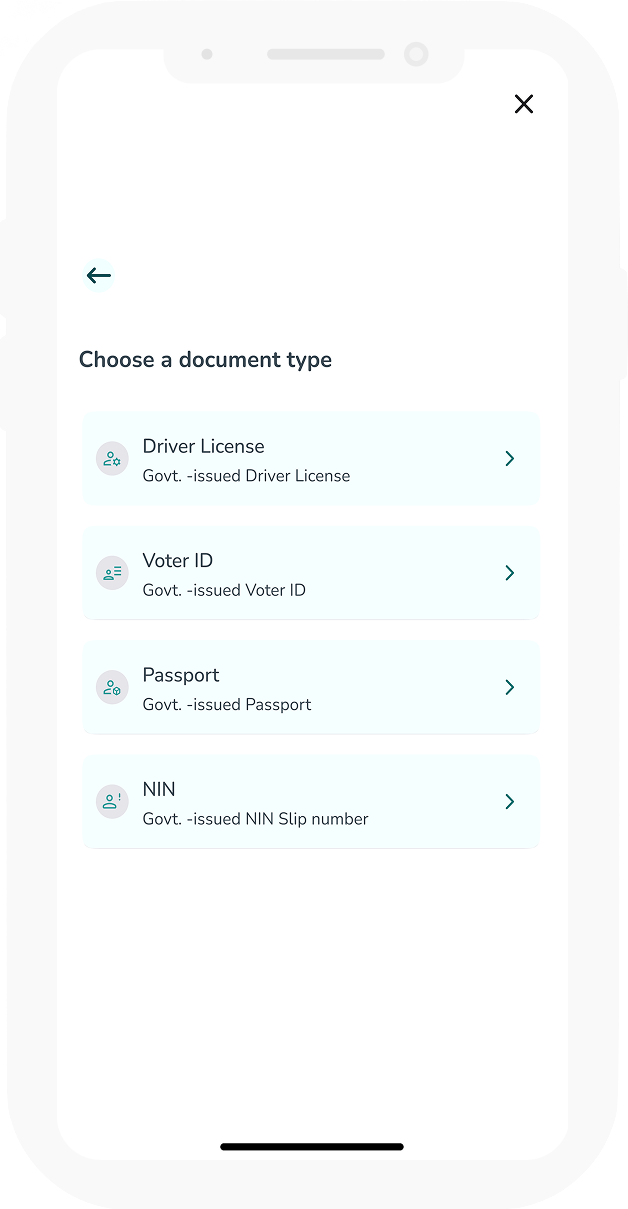 Choose a document type
Driver License
Govt. -issued Driver License
Voter ID
Govt. -issued Voter ID
Passport
Govt. -issued Passport
NIN
Govt. -issued NIN Slip number